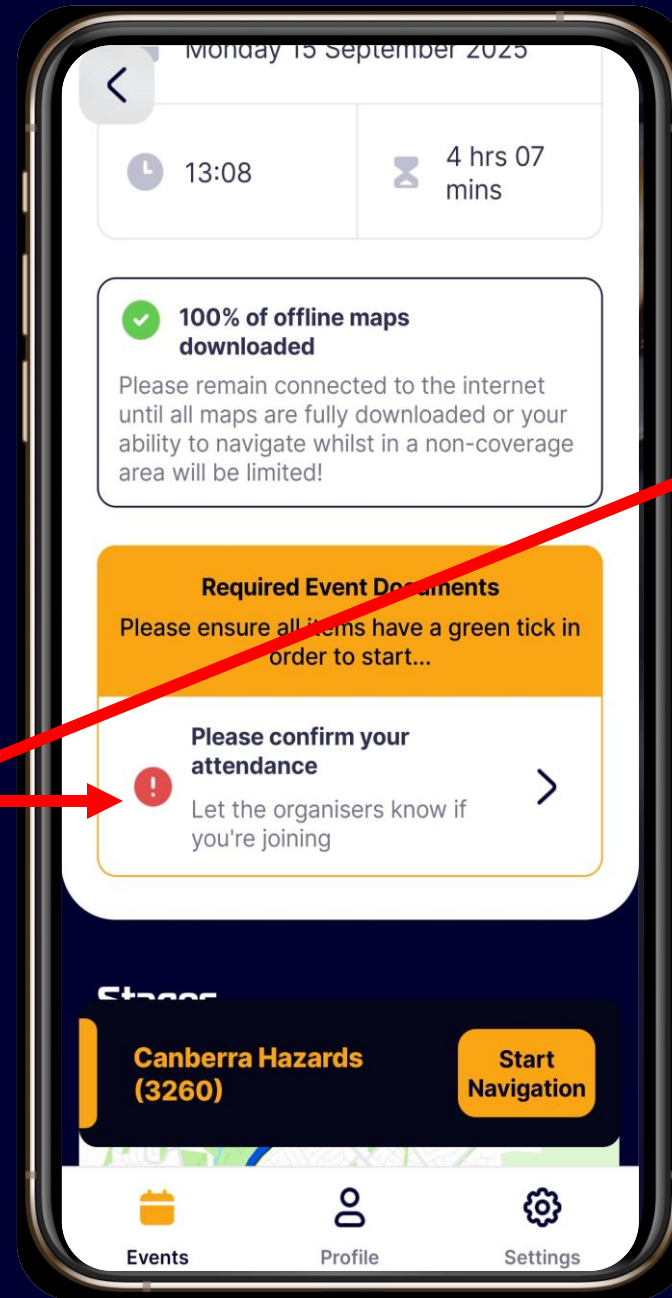 Monday 15 September 2025
13:08
4 hrs 07
mins
100% of offline maps
downloaded
Please remain connected to the internet
until all maps are fully downloaded or your
ability to navigate whilst in a non-coverage
area will be limited!
Required Event Documents
Please ensure all items have a green tick in
order to start...
Please confirm your
attendance
Let the organisers know if
you're joining
Stages
Canberra Hazards
(3260)
Start
Navigation
Events
Profile
Settings